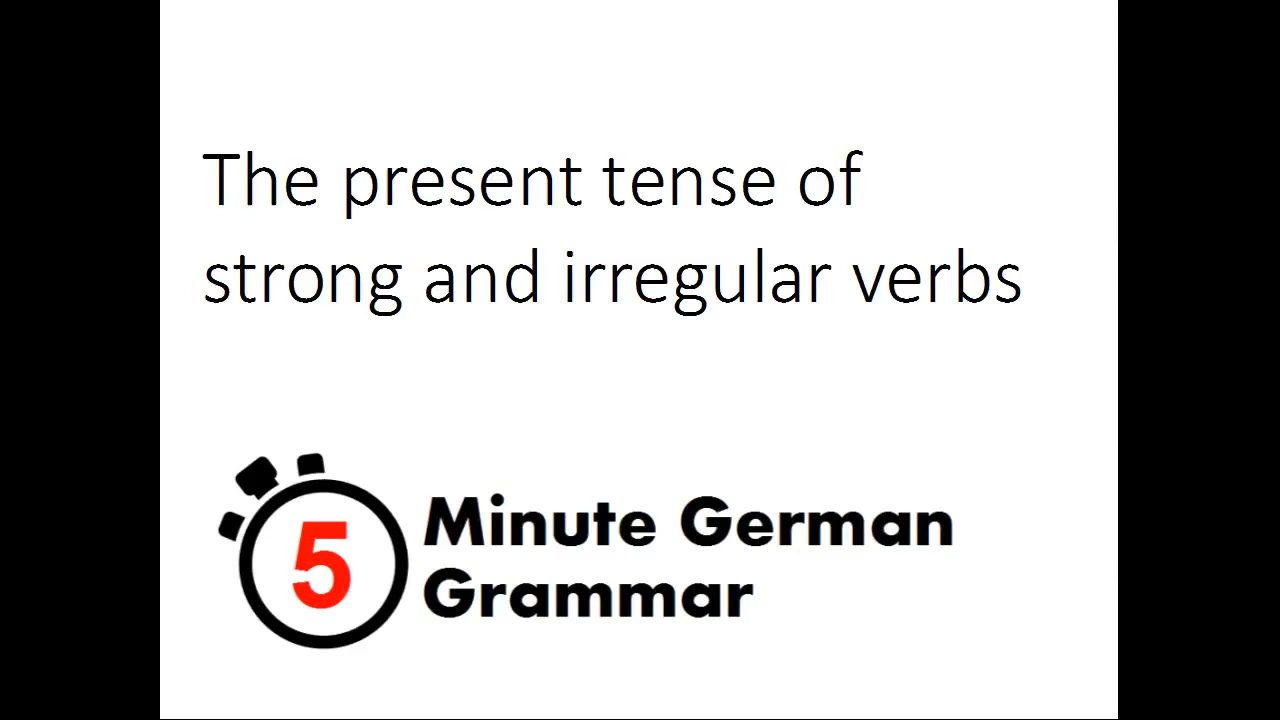 The present tense of
strong and irregular verbs
5
Minute German
Grammar